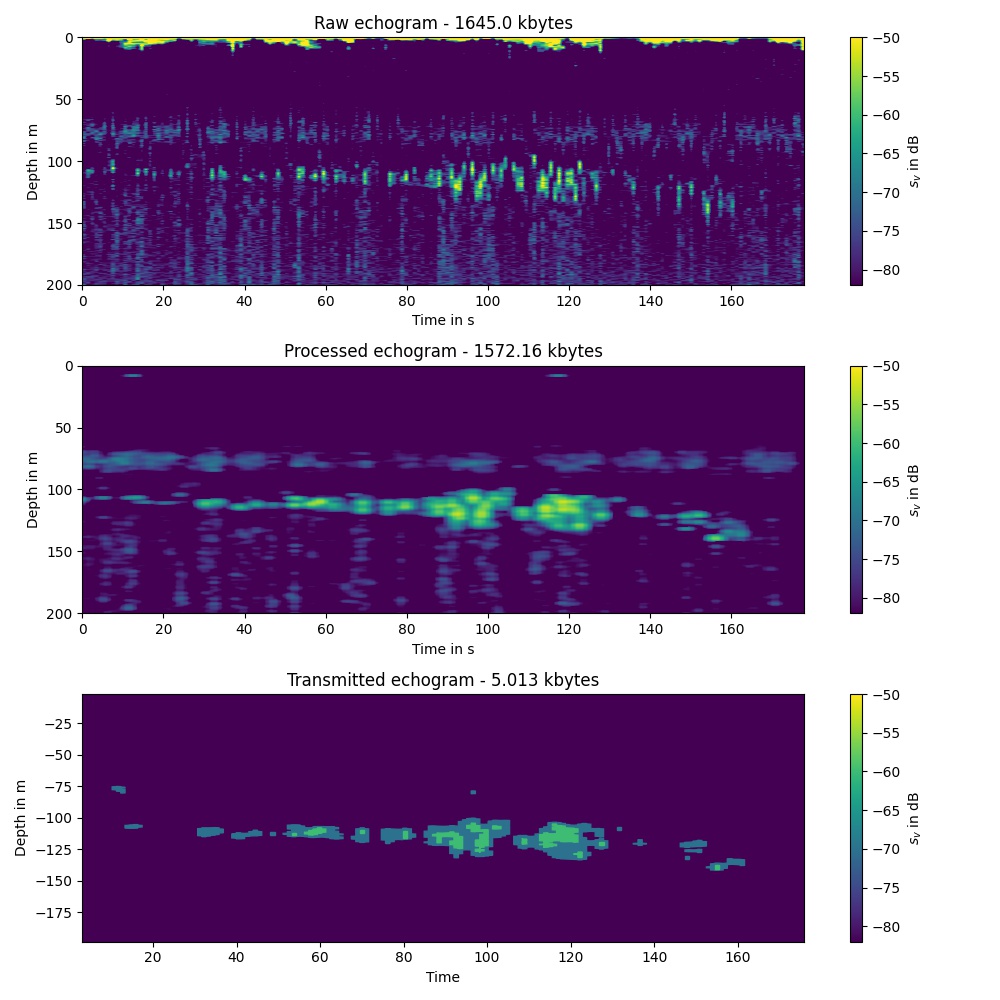 Raw echogram - 1645.0 kbytes
0
50
100
150
200
Depth in m
0 20 40 60 80 100 120 140 160
Time in s
−50
−55
−60
−65
−70
−75
−80
sv in dB
Processed echogram - 1572.16 kbytes
0
50
100
150
200
Depth in m
0 20 40 60 80 100 120 140 160
Time in s
−50
−55
−60
−65
−70
−75
−80
sv in dB
Transmitted echogram - 5.013 kbytes
−25
−50
−75
−100
−125
−150
−175
Depth in m
20 40 60 80 100 120 140 160
Time
−50
−55
−60
−65
−70
−75
−80
sv in dB